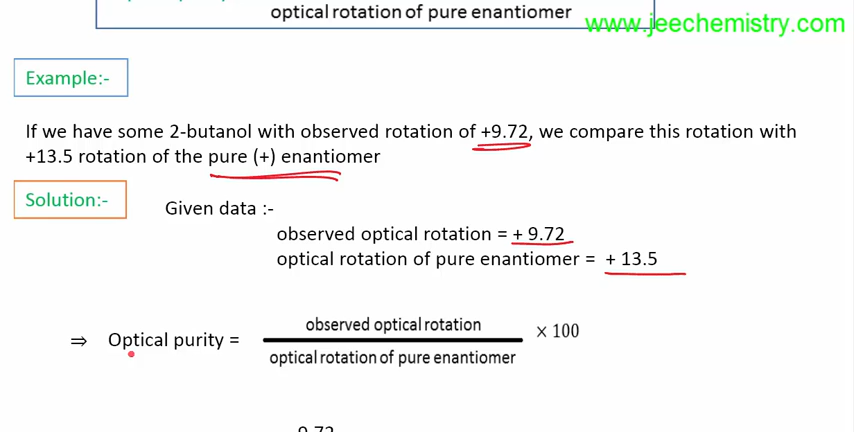 optical rotation of pure enantiomer
www.jeechemistry.com
Example:-
If we have some 2-butanol with observed rotation of +9.72, we compare this rotation with
+13.5 rotation of the pure (+) enantiomer
Solution:-
Given data :-
observed optical rotation = + 9.72
optical rotation of pure enantiomer = + 13.5
⇒ Optical purity = observed optical rotation
× 100
optical rotation of pure enantiomer
9.72